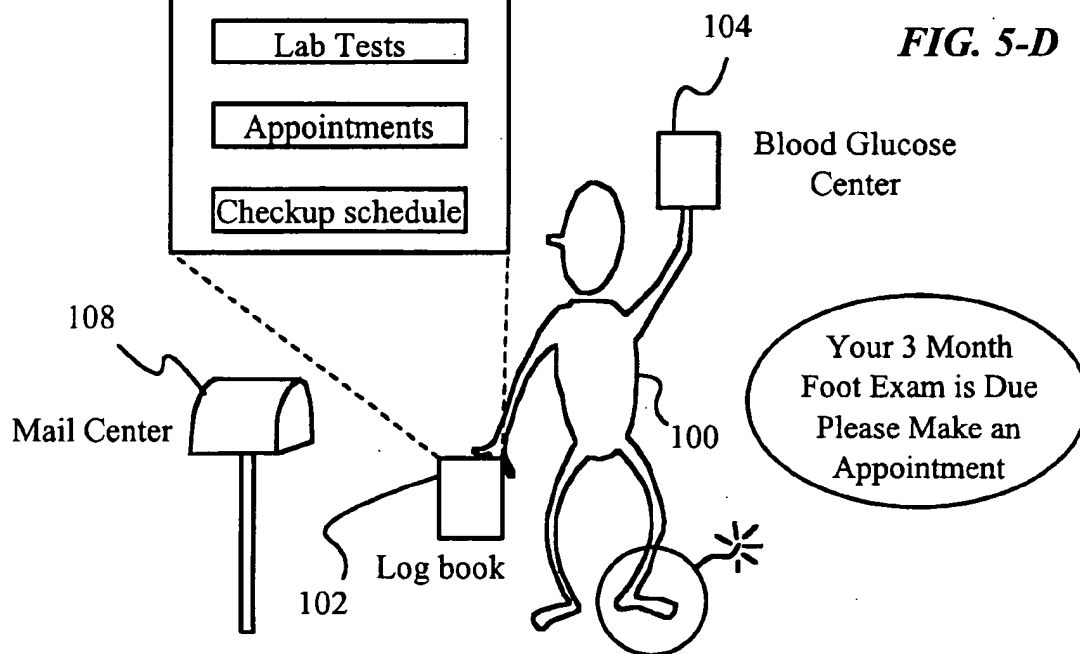 FIG. 5-D
Lab Tests
Appointments
Checkup schedule
104
Blood Glucose
Center
108
Mail Center
Your 3 Month
Foot Exam is Due
Please Make an
Appointment
100
102
Log book